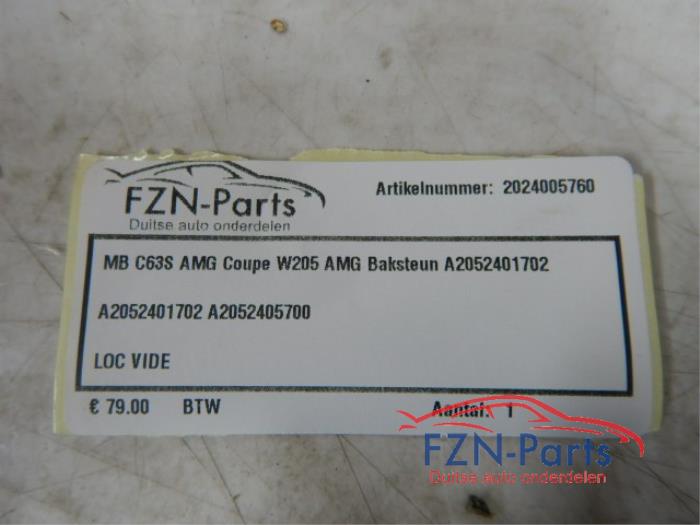 FZN-Parts
Duitse auto onderdelen
Artikelnummer: 2024005760
MB C63S AMG Coupe W205 AMG Baksteun A2052401702
A2052401702 A2052405700
LOC VIDE
€ 79.00 BTW
Aantal: 1
FZN-Parts
Duitse auto onderdelen